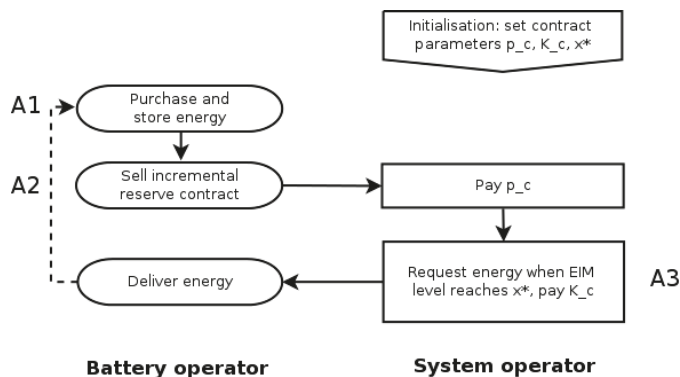 Initialisation: set contract
parameters p_c, K_c, x*
A1
Purchase and
store energy
A2
Sell incremental
reserve contract
Pay p_c
Deliver energy
Request energy when EIM
level reaches x*, pay K_c
A3
Battery operator
System operator